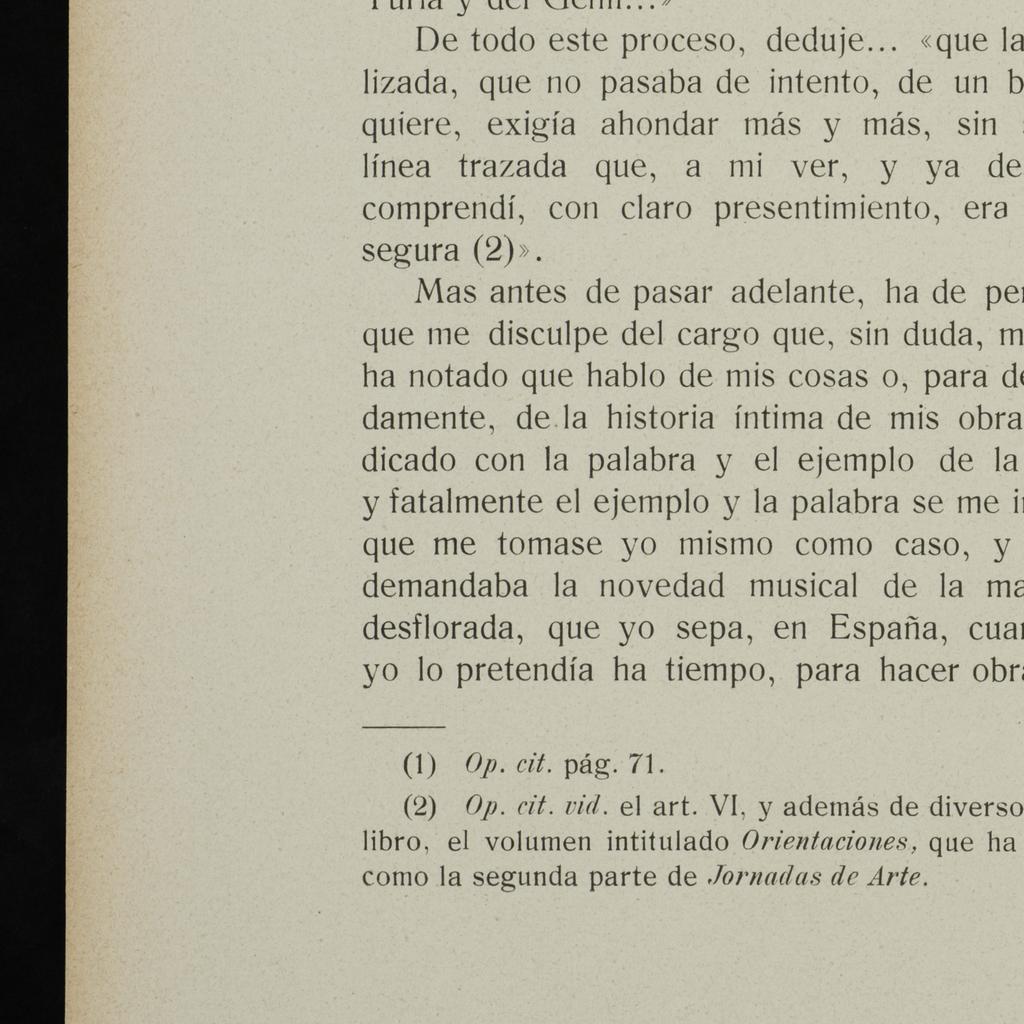 Turia y del Genil...»
De todo este proceso, deduje... «que la
lizada, que no pasaba de intento, de un b
quiere, exigía ahondar más y más, sin
línea trazada que, a mi ver, y ya de
comprendí, con claro presentimiento, era
segura (2)».
Mas antes de pasar adelante, ha de per
que me disculpe del cargo que, sin duda, m
ha notado que hablo de mis cosas o, para de
damente, de la historia íntima de mis obra
dicado con la palabra y el ejemplo de la
y fatalmente el ejemplo y la palabra se me i
que me tomase yo mismo como caso, y
demandaba la novedad musical de la ma
desflorada, que yo sepa, en España, cuan
yo lo pretendía ha tiempo, para hacer obra
(1) Op. cit. pág. 71.
(2) Op. cit. vid. el art. VI, y además de diverso
libro, el volumen intitulado Orientaciones, que ha
como la segunda parte de Jornadas de Arte.